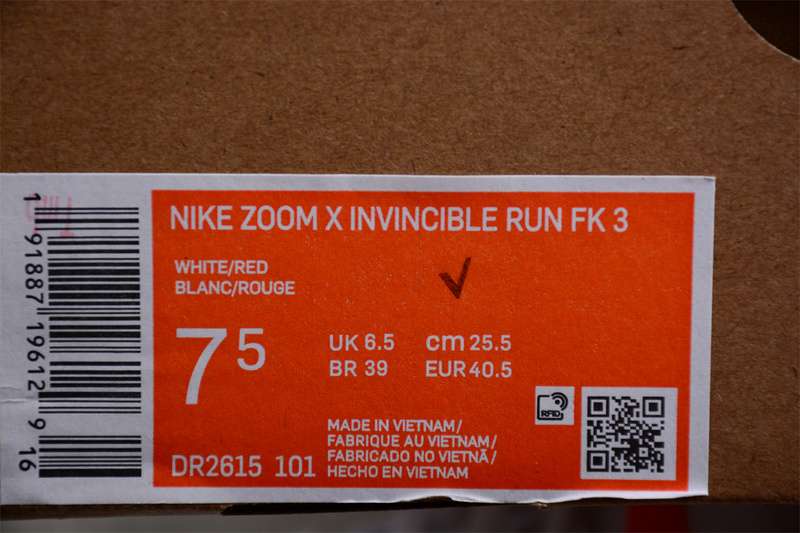 NIKE ZOOM X INVINCIBLE RUN FK 3
WHITE/RED
BLANC/ROUGE
7 5
UK 6.5 cm 25.5
BR 39 EUR 40.5
RFID
MADE IN VIETNAM/
FABRIQUE AU VIETNAM/
FABRICADO NO VIETNÃ/
HECHO EN VIETNAM
DR2615 101
1 91887 19612 9 16